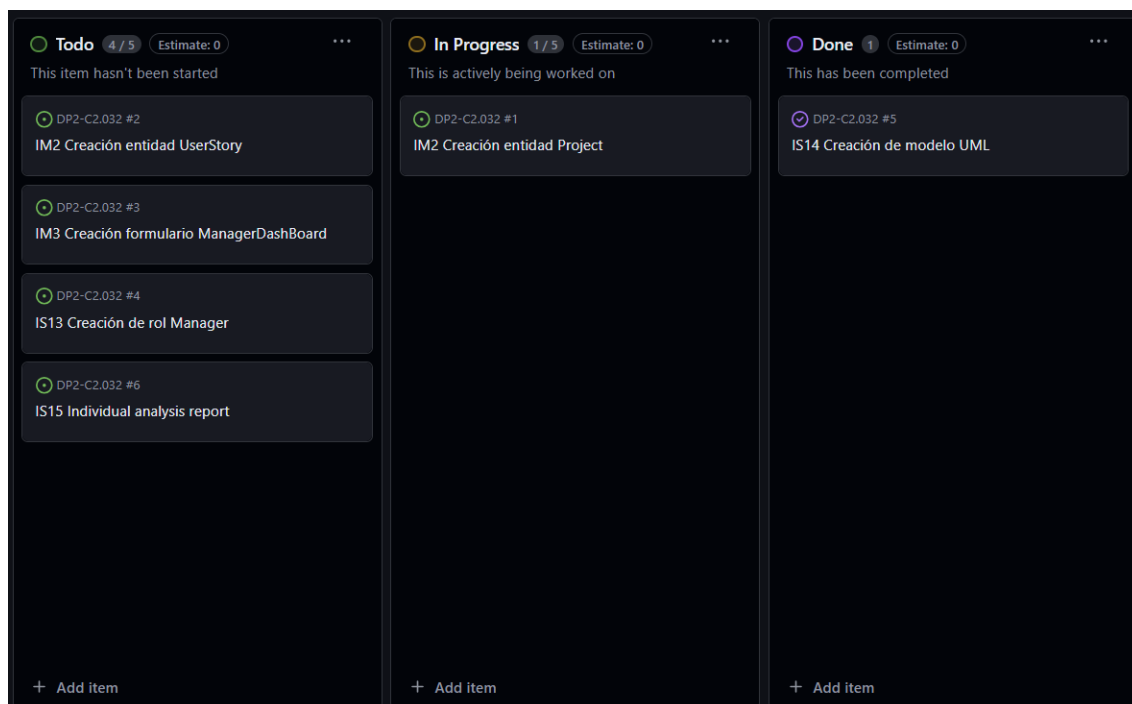 Todo 4 / 5 Estimate: 0 ...
This item hasn't been started
DP2-C2.032 #2
IM2 Creación entidad UserStory
DP2-C2.032 #3
IM3 Creación formulario ManagerDashBoard
DP2-C2.032 #4
IS13 Creación de rol Manager
DP2-C2.032 #6
IS15 Individual analysis report
+ Add item
In Progress 1 / 5 Estimate: 0 ...
This is actively being worked on
DP2-C2.032 #1
IM2 Creación entidad Project
+ Add item
Done 1 Estimate: 0 ...
This has been completed
DP2-C2.032 #5
IS14 Creación de modelo UML
+ Add item